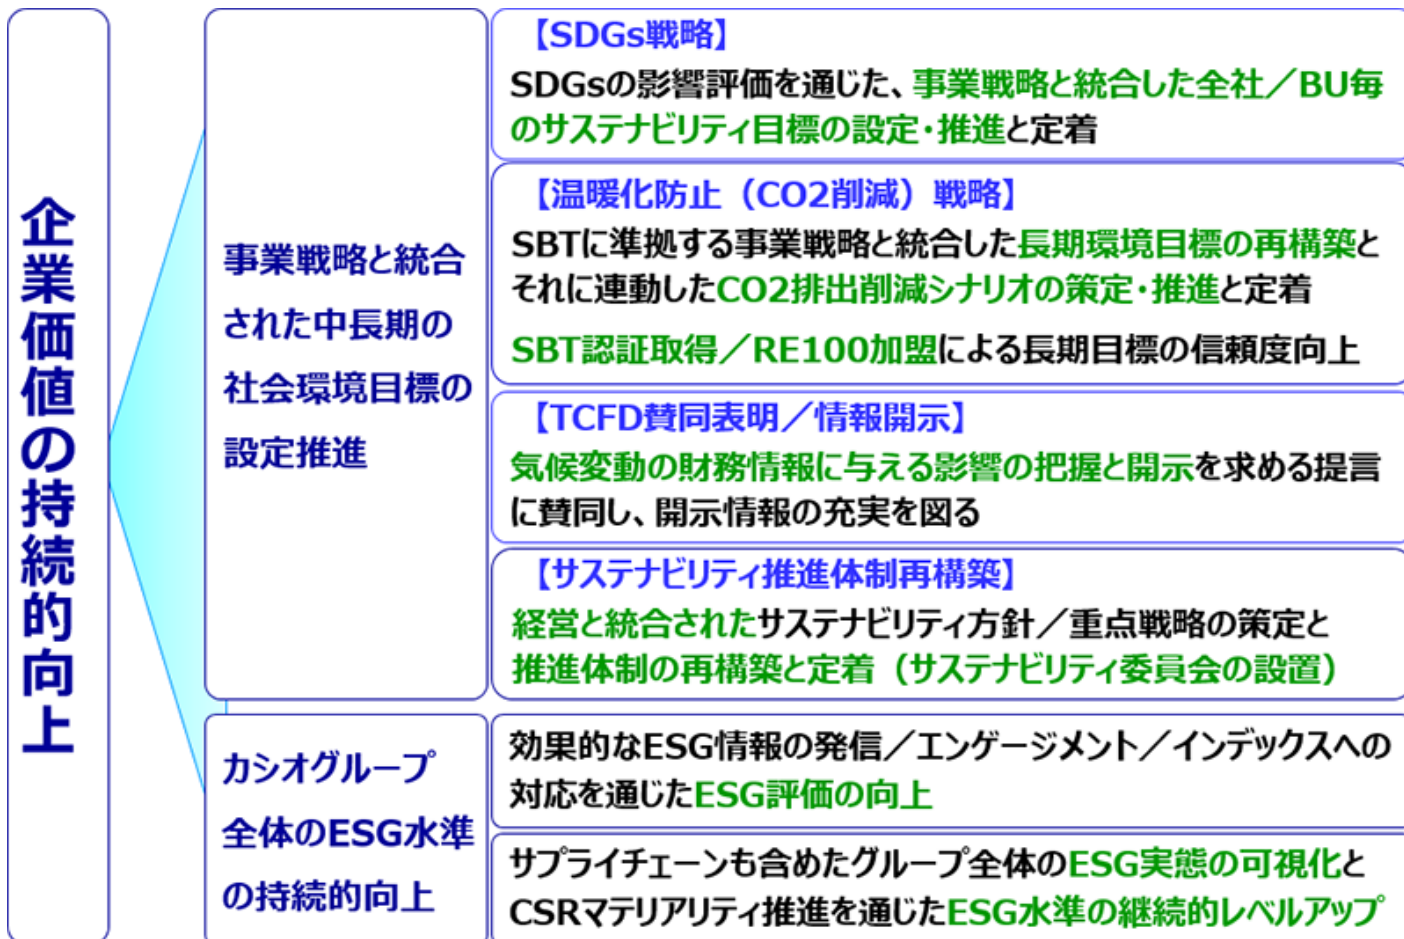 企業価値の持続的向上
事業戦略と統合
された中長期の
社会環境目標の
設定推進
【SDGs戦略】
SDGsの影響評価を通じた、事業戦略と統合した全社／BU毎
のサステナビリティ目標の設定・推進と定着
【温暖化防止（CO2削減）戦略】
SBTに準拠する事業戦略と統合した長期環境目標の再構築と
それに連動したCO2排出削減シナリオの策定・推進と定着
SBT認証取得／RE100加盟による長期目標の信頼度向上
【TCFD賛同表明／情報開示】
気候変動の財務情報に与える影響の把握と開示を求める提言
に賛同し、開示情報の充実を図る
【サステナビリティ推進体制再構築】
経営と統合されたサステナビリティ方針／重点戦略の策定と
推進体制の再構築と定着（サステナビリティ委員会の設置）
カシオグループ
全体のESG水準
の持続的向上
効果的なESG情報の発信／エンゲージメント／インデックスへの
対応を通じたESG評価の向上
サプライチェーンも含めたグループ全体のESG実態の可視化と
CSRマテリアリティ推進を通じたESG水準の継続的レベルアップ